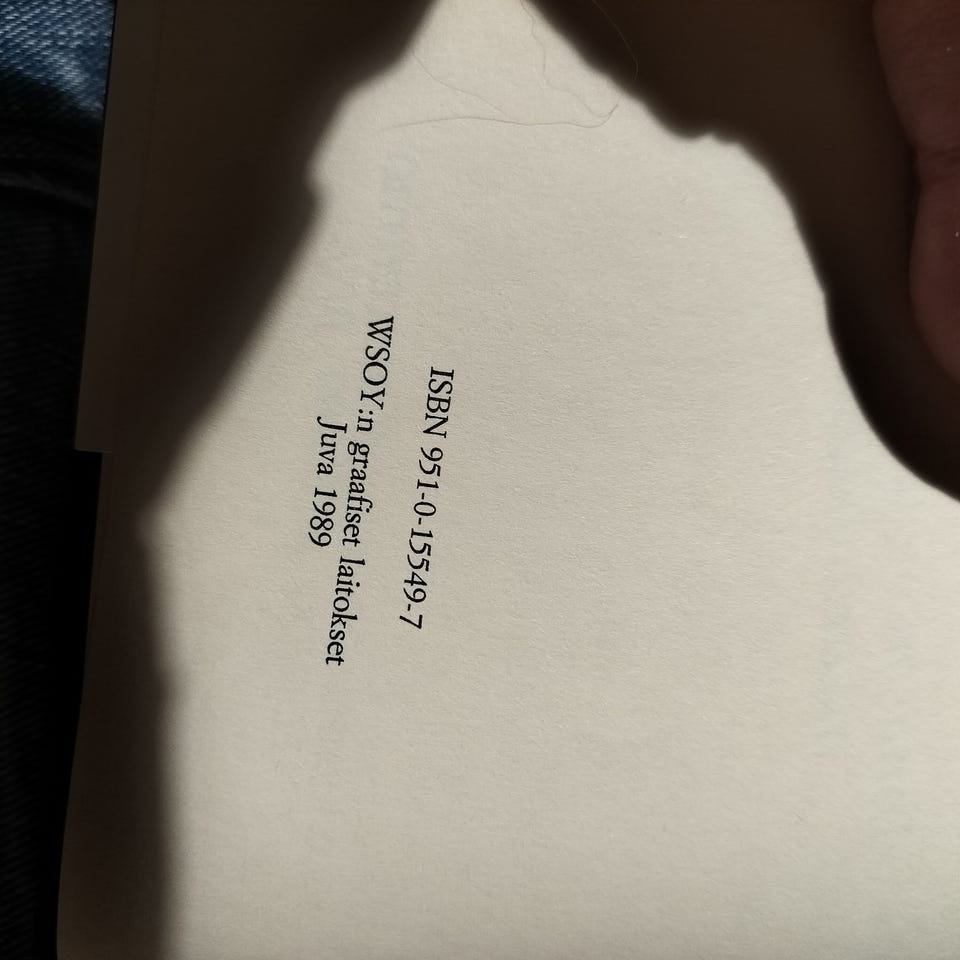 ISBN 951-0-15549-7
WSOY:n graafiset laitokset
Juva 1989